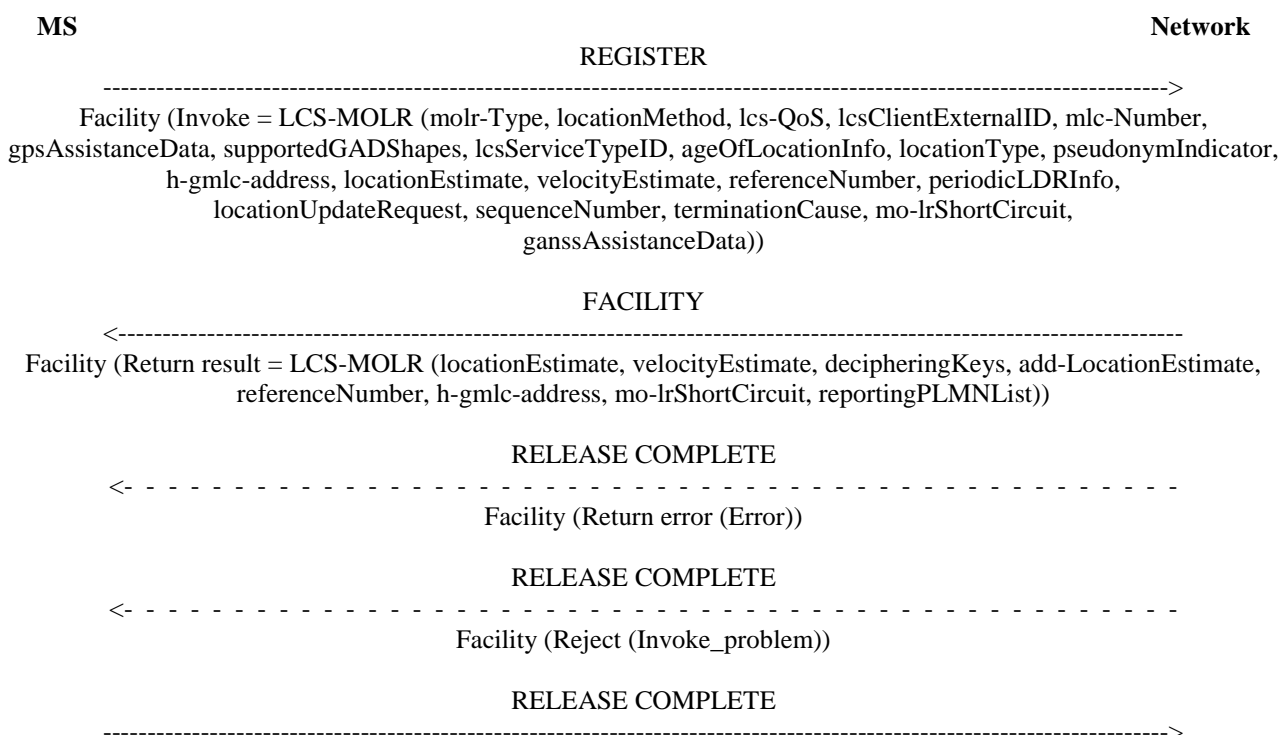 MS Network
REGISTER
------------------------------------------------------------------------------------------------------------------------>
Facility (Invoke = LCS-MOLR (molr-Type, locationMethod, lcs-QoS, lcsClientExternalID, mlc-Number,
gpsAssistanceData, supportedGADShapes, lcsServiceTypeID, ageOfLocationInfo, locationType, pseudonymIndicator,
h-gmlc-address, locationEstimate, velocityEstimate, referenceNumber, periodicLDRInfo,
locationUpdateRequest, sequenceNumber, terminationCause, mo-lrShortCircuit,
ganssAssistanceData))
FACILITY
<------------------------------------------------------------------------------------------------------------------------
Facility (Return result = LCS-MOLR (locationEstimate, velocityEstimate, decipheringKeys, add-LocationEstimate,
referenceNumber, h-gmlc-address, mo-lrShortCircuit, reportingPLMNList))
RELEASE COMPLETE
<- - - - - - - - - - - - - - - - - - - - - - - - - - - - - - - - - - - - - - - - - - - - - - - - -
Facility (Return error (Error))
RELEASE COMPLETE
<- - - - - - - - - - - - - - - - - - - - - - - - - - - - - - - - - - - - - - - - - - - - - - - - -
Facility (Reject (Invoke_problem))
RELEASE COMPLETE
------------------------------------------------------------------------------------------------------------------------>